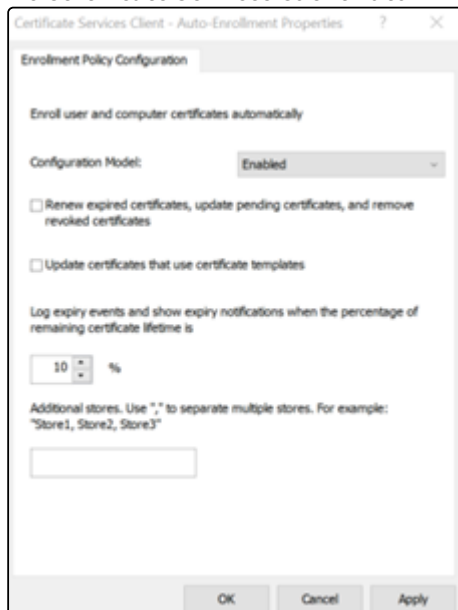 Certificate Services Client - Auto-Enrollment Properties ?
Enrollment Policy Configuration
Enroll user and computer certificates automatically
Configuration Model: Enabled
Renew expired certificates, update pending certificates, and remove
revoked certificates
Update certificates that use certificate templates
Log expiry events and show expiry notifications when the percentage of
remaining certificate lifetime is
10 %
Additional stores. Use "," to separate multiple stores. For example:
"Store1, Store2, Store3"
OK Cancel Apply